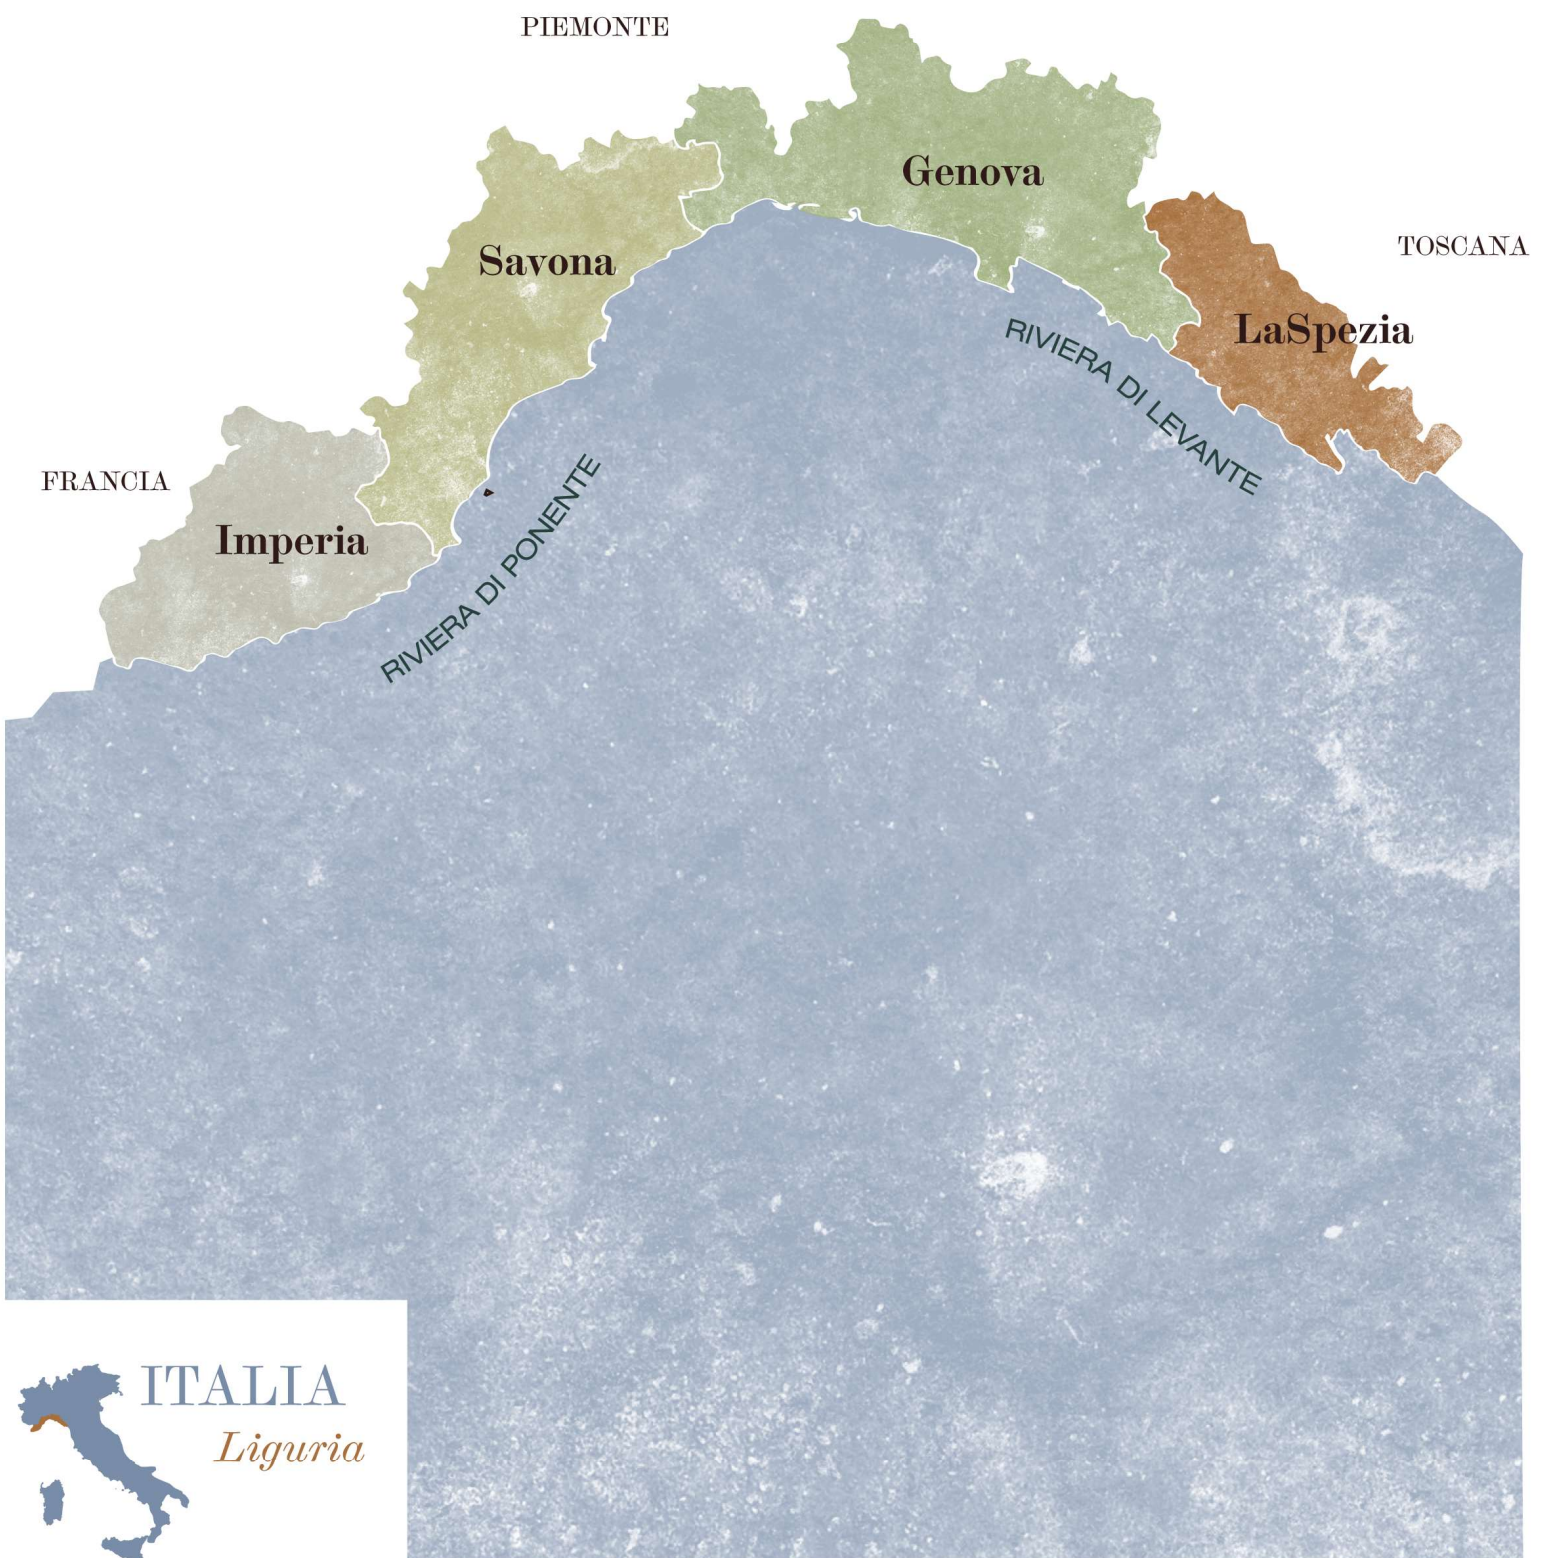 PIEMONTE
Genova
TOSCANA
Savona
LaSpezia
RIVIERA DI LEVANTE
FRANCIA
Imperia
RIVIERA DI PONENTE
ITALIA
Liguria